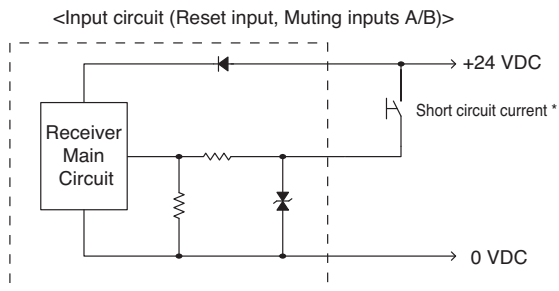 <Input circuit (Reset input, Muting inputs A/B)>
+24 VDC
Short circuit current *
Receiver
Main
Circuit
0 VDC